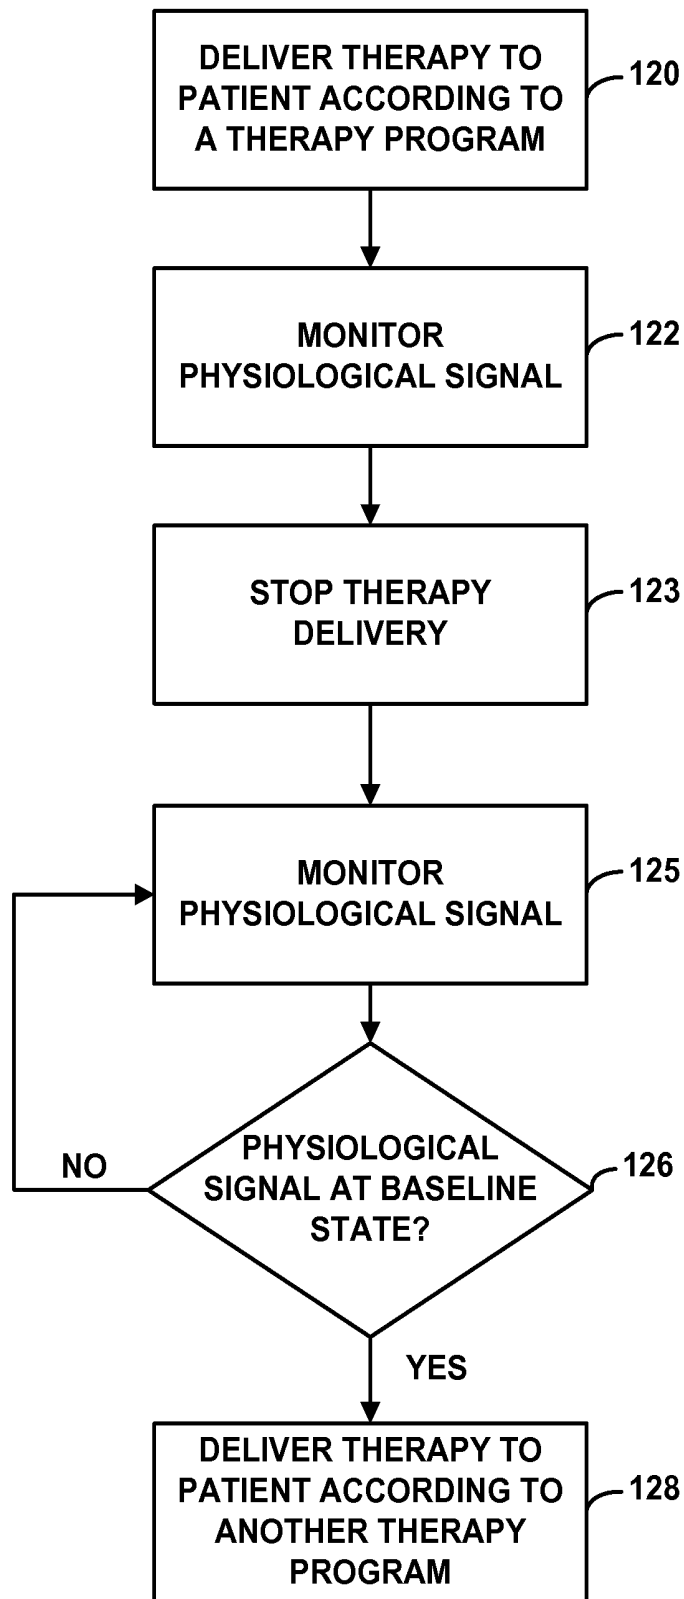 DELIVER THERAPY TO
PATIENT ACCORDING TO
A THERAPY PROGRAM
120
MONITOR
PHYSIOLOGICAL SIGNAL
122
STOP THERAPY
DELIVERY
123
MONITOR
PHYSIOLOGICAL SIGNAL
125
PHYSIOLOGICAL
SIGNAL AT BASELINE
STATE?
126
NO
YES
DELIVER THERAPY TO
PATIENT ACCORDING TO
ANOTHER THERAPY
PROGRAM
128